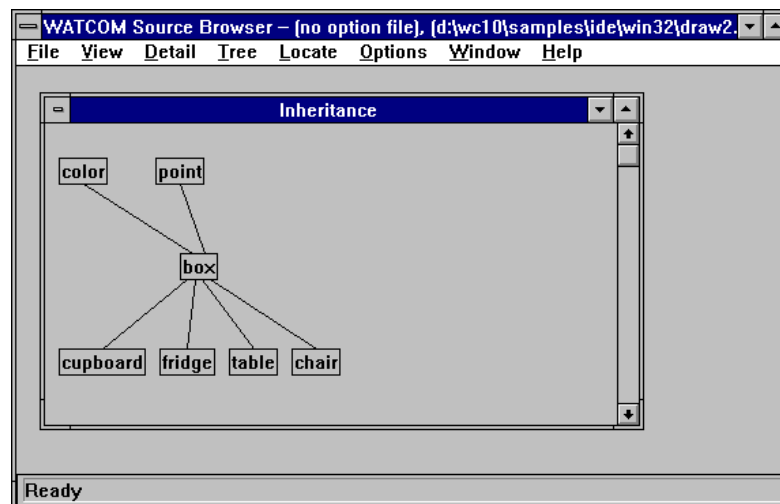 WATCOM Source Browser – (no option file), (d:\wc10\samples\ide\win32\draw2.
File View Detail Tree Locate Options Window Help
Inheritance
color point
box
cupboard fridge table chair
Ready